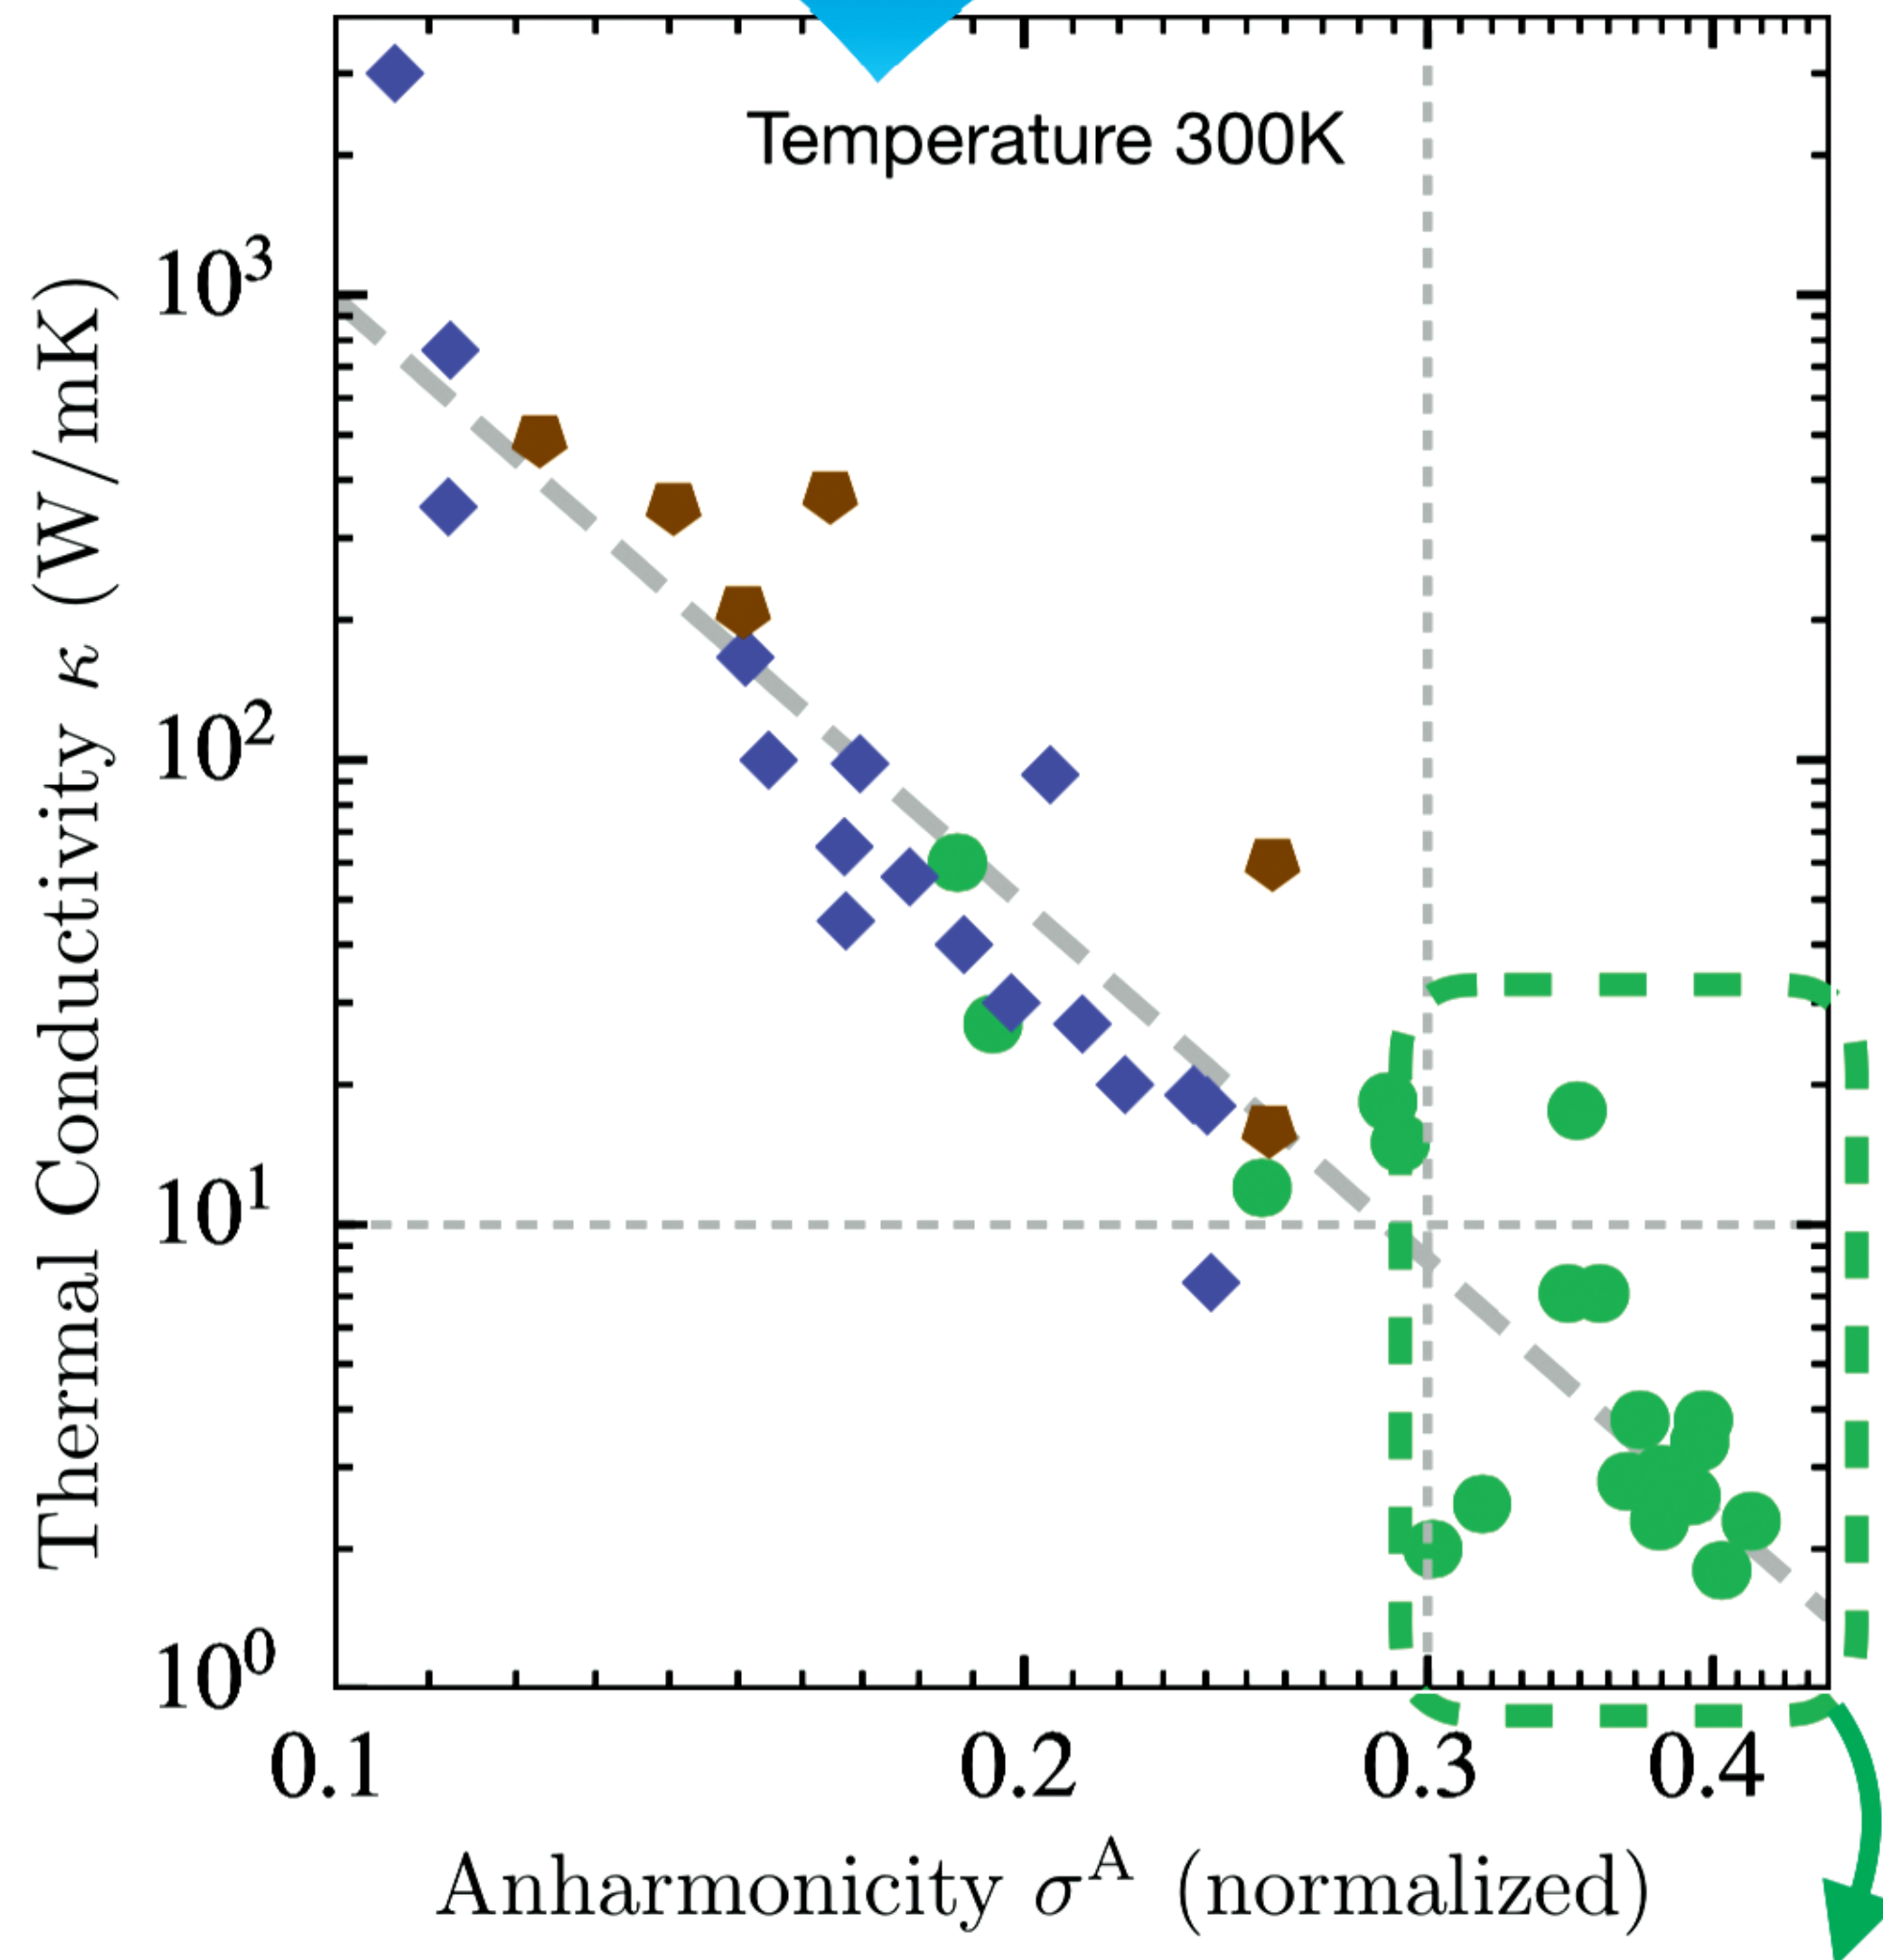 Temperature 300K
Thermal Conductivity κ (W/mK)
10³
10²
10¹
10⁰
0.1 0.2 0.3 0.4
Anharmonicity σᴬ (normalized)